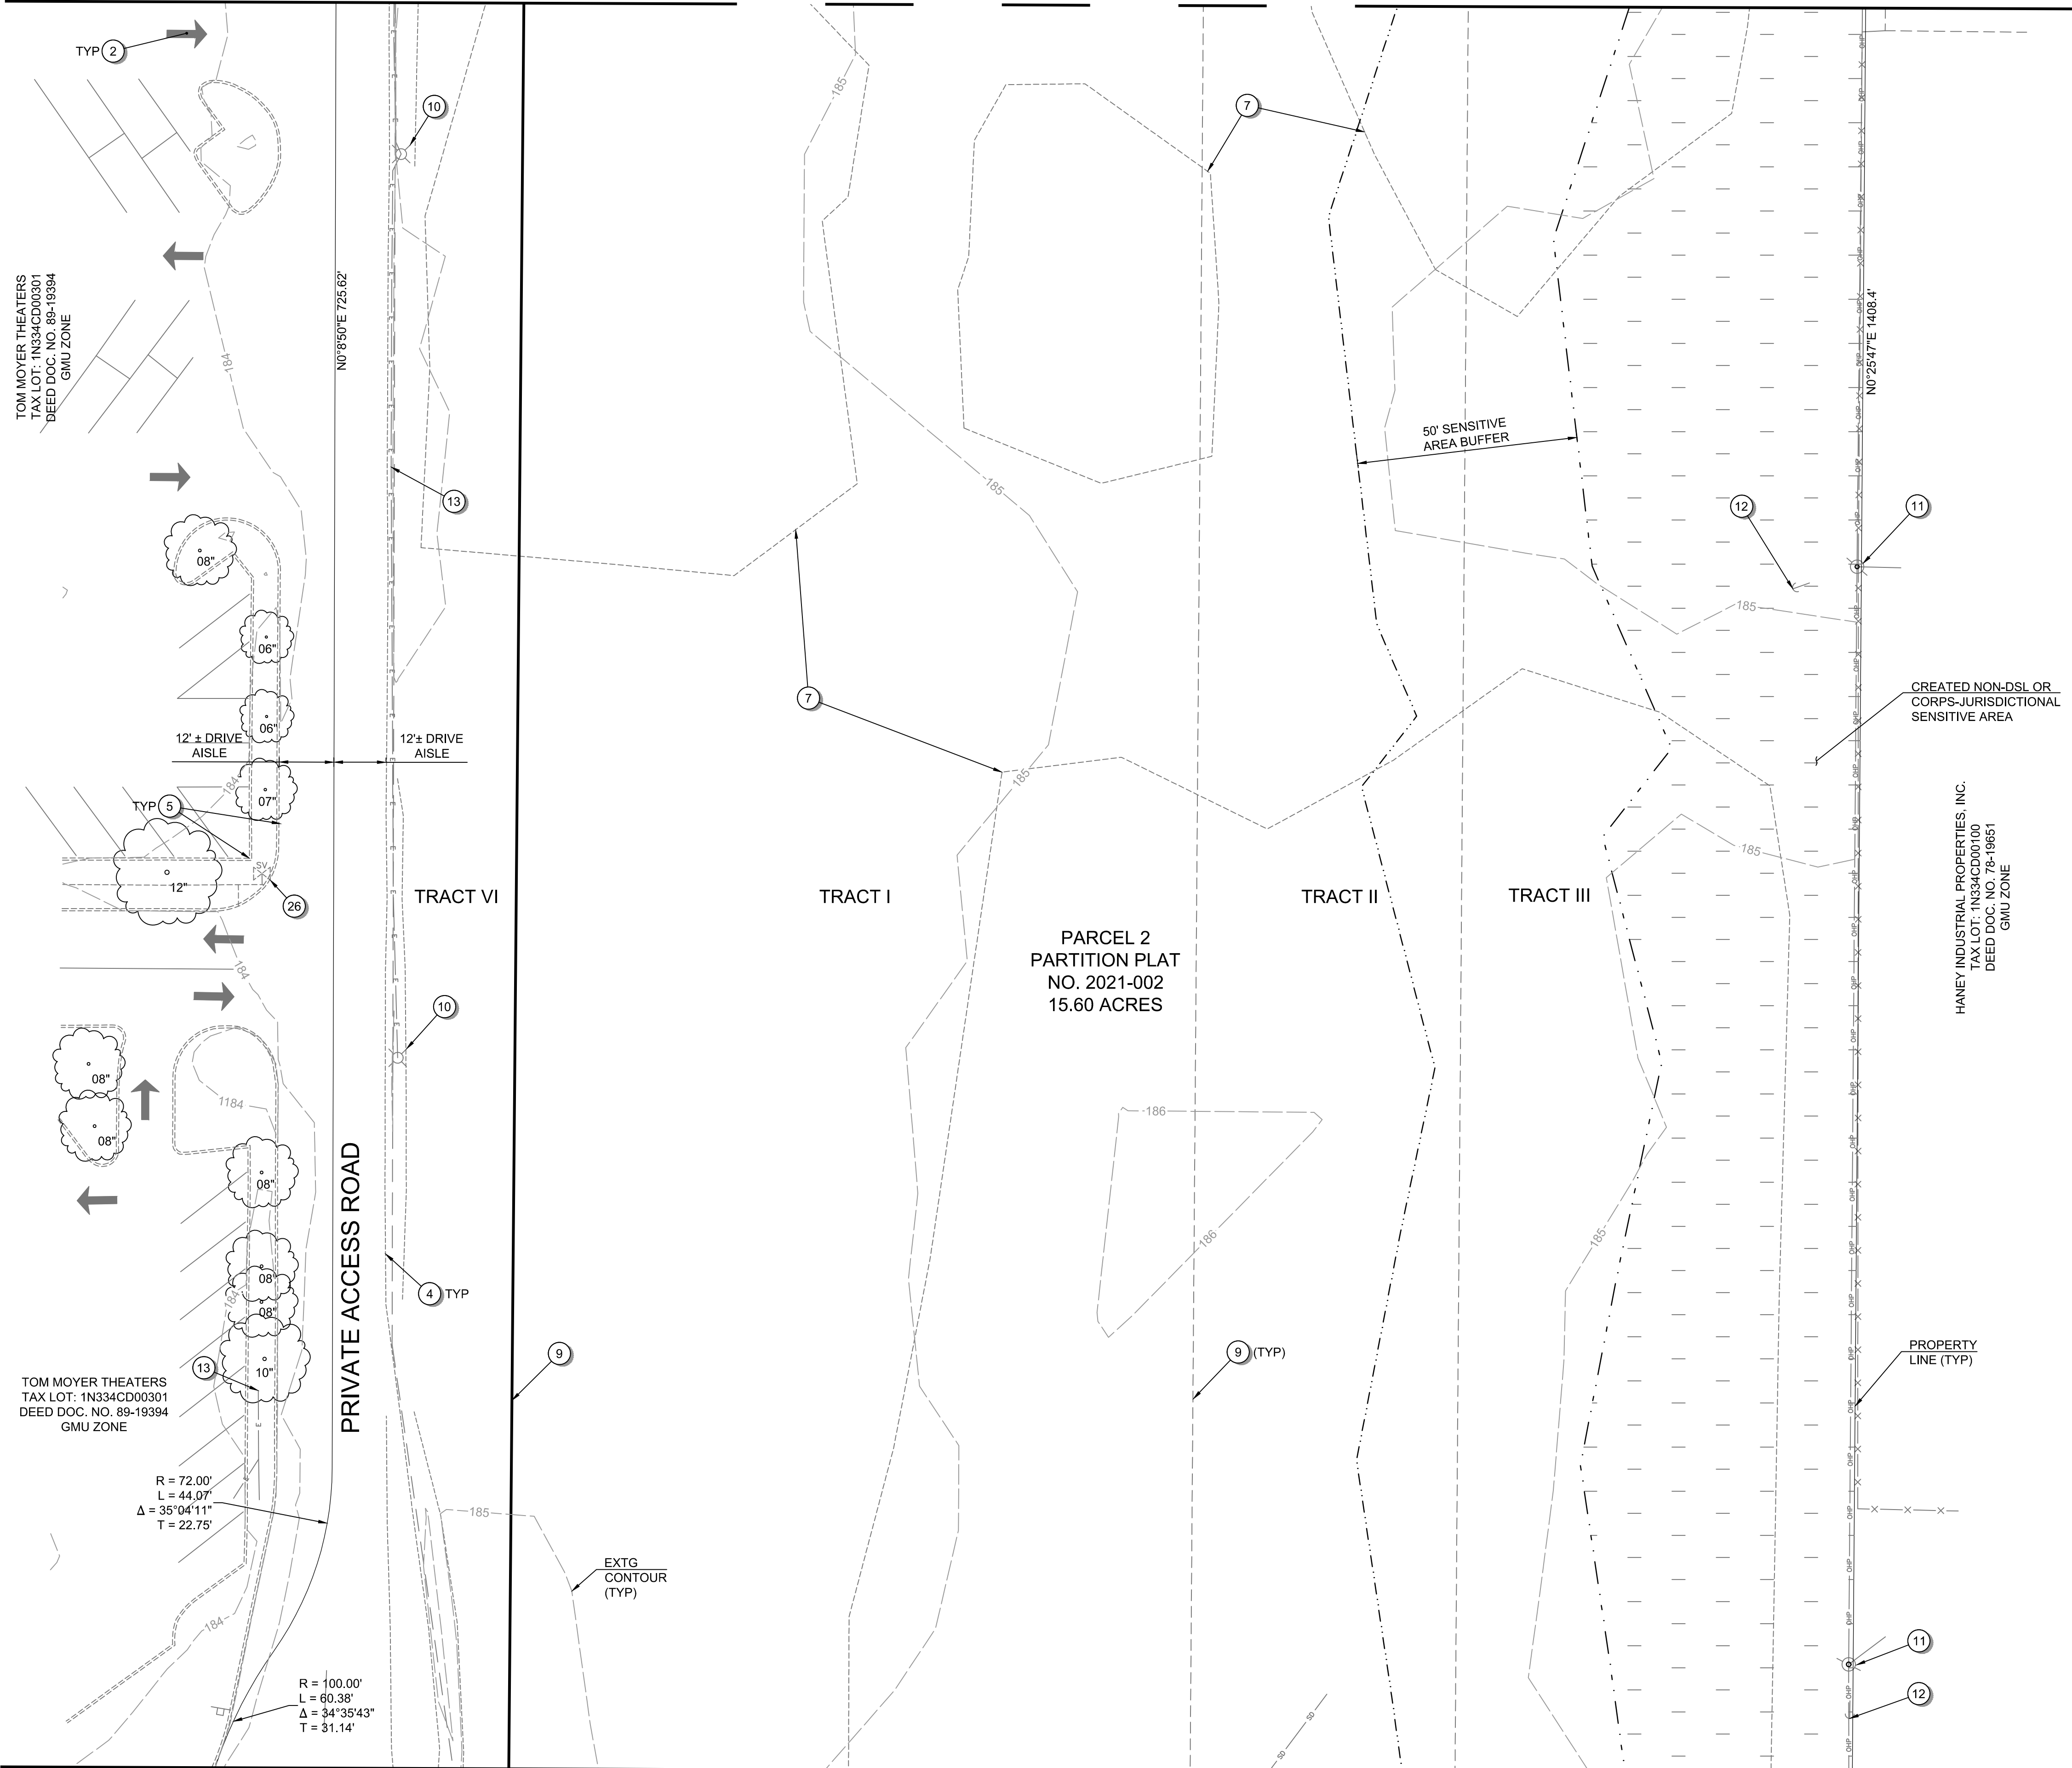 TYP 2
10
7
185
TOM MOYER THEATERS
TAX LOT: 1N334CD00301
DEED DOC. NO. 89-19394
GMU ZONE
N0°8'50"E 725.62'
184
N0°25'47"E 1408.4'
OHP
50' SENSITIVE
AREA BUFFER
13
185
12
11
08"
06"
06"
07"
12"
185
7
CREATED NON-DSL OR
CORPS-JURISDICTIONAL
SENSITIVE AREA
12' ± DRIVE
AISLE
12'± DRIVE
AISLE
184
185
TYP 5
SV
26
185
HANEY INDUSTRIAL PROPERTIES, INC.
TAX LOT: 1N334CD00100
DEED DOC. NO. 78-19651
GMU ZONE
TRACT VI
TRACT I
TRACT II
TRACT III
PARCEL 2
PARTITION PLAT
NO. 2021-002
15.60 ACRES
184
10
08"
08"
1184
186
08"
08"
08"
10"
184
PRIVATE ACCESS ROAD
186
185
4 TYP
9
9 (TYP)
PROPERTY
LINE (TYP)
13
E
TOM MOYER THEATERS
TAX LOT: 1N334CD00301
DEED DOC. NO. 89-19394
GMU ZONE
R = 72.00'
L = 44.07'
Δ = 35°04'11"
T = 22.75'
185
EXTG
CONTOUR
(TYP)
184
11
R = 100.00'
L = 60.38'
Δ = 34°35'43"
T = 31.14'
12
SD
SD
OHP